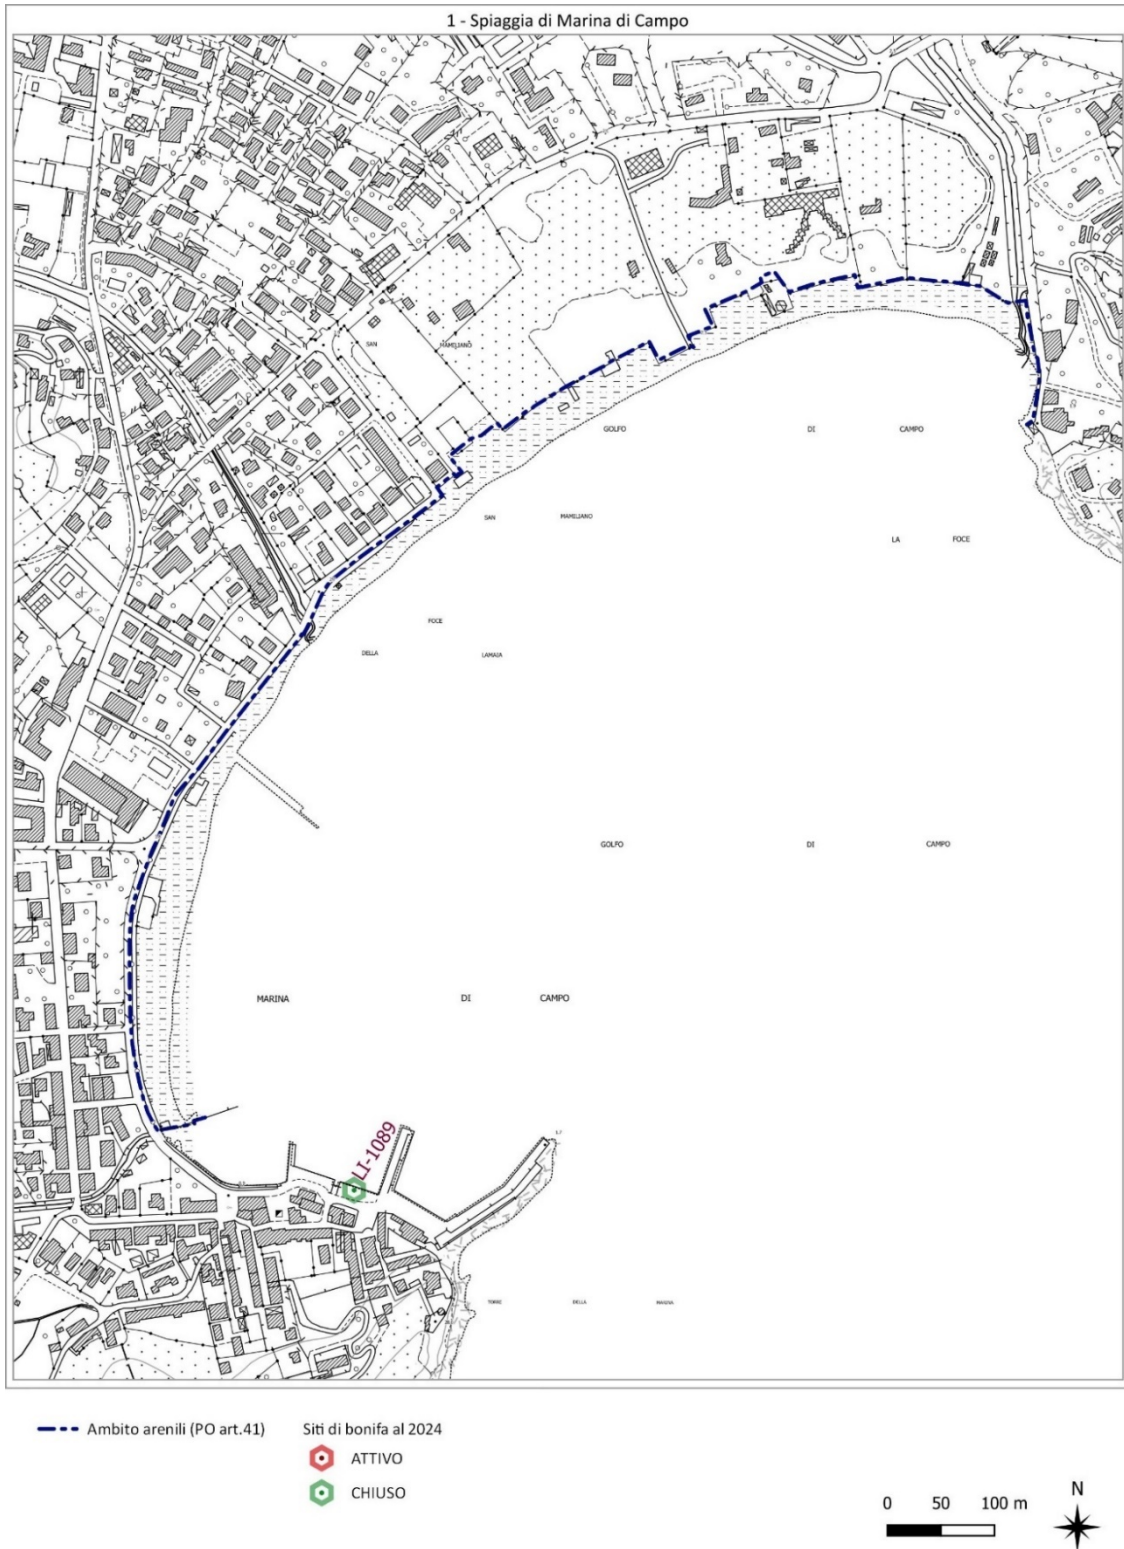 1 - Spiaggia di Marina di Campo
SAN MAMILIANO
GOLFO DI CAMPO
SAN MAMILIANO
LA FOCE
FOCE
DELLA LAMAIA
GOLFO DI CAMPO
MARINA DI CAMPO
LI-1089
TORRE DELLA MARINA
Ambito arenili (PO art.41)
Siti di bonifa al 2024
ATTIVO
CHIUSO
0 50 100 m
N